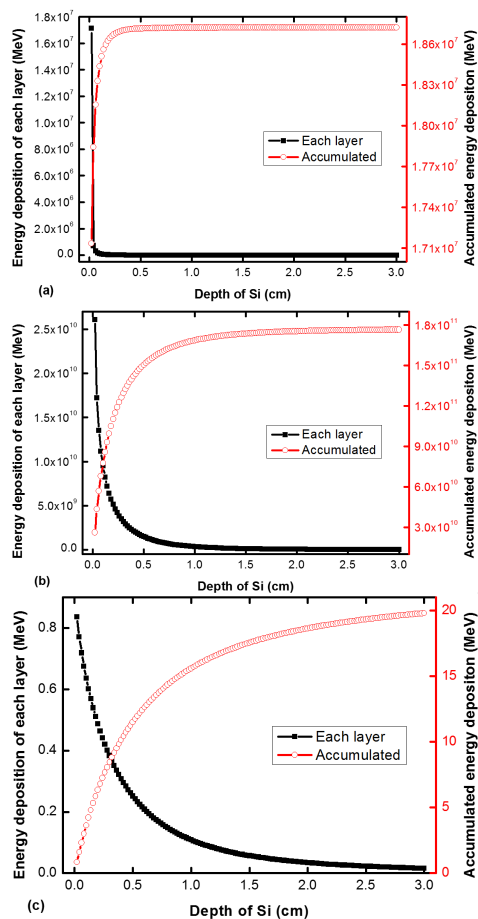 Energy deposition of each layer (MeV)
1.8x10⁷
1.6x10⁷
1.4x10⁷
1.2x10⁷
1.0x10⁷
8.0x10⁶
6.0x10⁶
4.0x10⁶
2.0x10⁶
0.0
Each layer
Accumulated
1.86x10⁷
1.83x10⁷
1.80x10⁷
1.77x10⁷
1.74x10⁷
1.71x10⁷
Accumulated energy depositon (MeV)
0.0 0.5 1.0 1.5 2.0 2.5 3.0
(a) Depth of Si (cm)
Energy deposition of each layer (MeV)
2.5x10¹⁰
2.0x10¹⁰
1.5x10¹⁰
1.0x10¹⁰
5.0x10⁹
0.0
Each layer
Accumulated
1.8x10¹¹
1.5x10¹¹
1.2x10¹¹
9.0x10¹⁰
6.0x10¹⁰
3.0x10¹⁰
Accumulated energy depositon (MeV)
0.0 0.5 1.0 1.5 2.0 2.5 3.0
(b) Depth of Si (cm)
Energy deposition of each layer (MeV)
0.8
0.6
0.4
0.2
0.0
Each layer
Accumulated
20
15
10
5
0
Accumulated energy depositon (MeV)
0.0 0.5 1.0 1.5 2.0 2.5 3.0
(c) Depth of Si (cm)